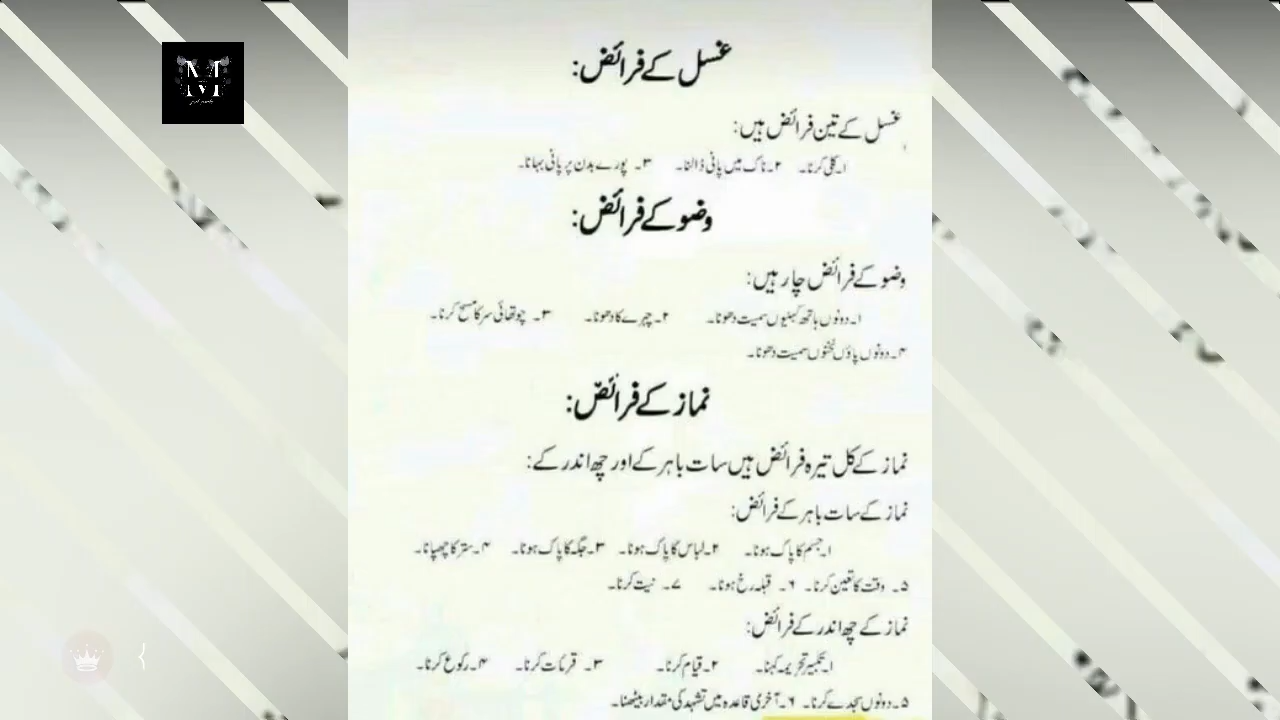 غسل کے فرائض:
غسل کے تین فرائض ہیں:
۱۔ کلی کرنا۔ ۲۔ ناک میں پانی ڈالنا۔ ۳۔ پورے بدن پر پانی بہانا۔
وضو کے فرائض:
وضو کے فرائض چار ہیں:
۱۔ دونوں ہاتھ کہنیوں سمیت دھونا۔ ۲۔ چہرے کا دھونا۔ ۳۔ چوتھائی سر کا مسح کرنا۔
۴۔ دونوں پاؤں ٹخنوں سمیت دھونا۔
نماز کے فرائض:
نماز کے کل تیرہ فرائض ہیں سات باہر کے اور چھ اندر کے:
نماز کے سات باہر کے فرائض:
۱۔ جسم کا پاک ہونا۔ ۲۔ لباس کا پاک ہونا۔ ۳۔ جگہ کا پاک ہونا۔ ۴۔ ستر کا چھپانا۔
۵۔ وقت کا تعین کرنا۔ ۶۔ قبلہ رخ ہونا۔ ۷۔ نیت کرنا۔
نماز کے چھ اندر کے فرائض:
۱۔ تکبیر تحریمہ کہنا۔ ۲۔ قیام کرنا۔ ۳۔ قرأت کرنا۔ ۴۔ رکوع کرنا۔
۵۔ دونوں سجدے کرنا۔ ۶۔ آخری قاعدہ میں تشہد کی مقدار بیٹھنا۔